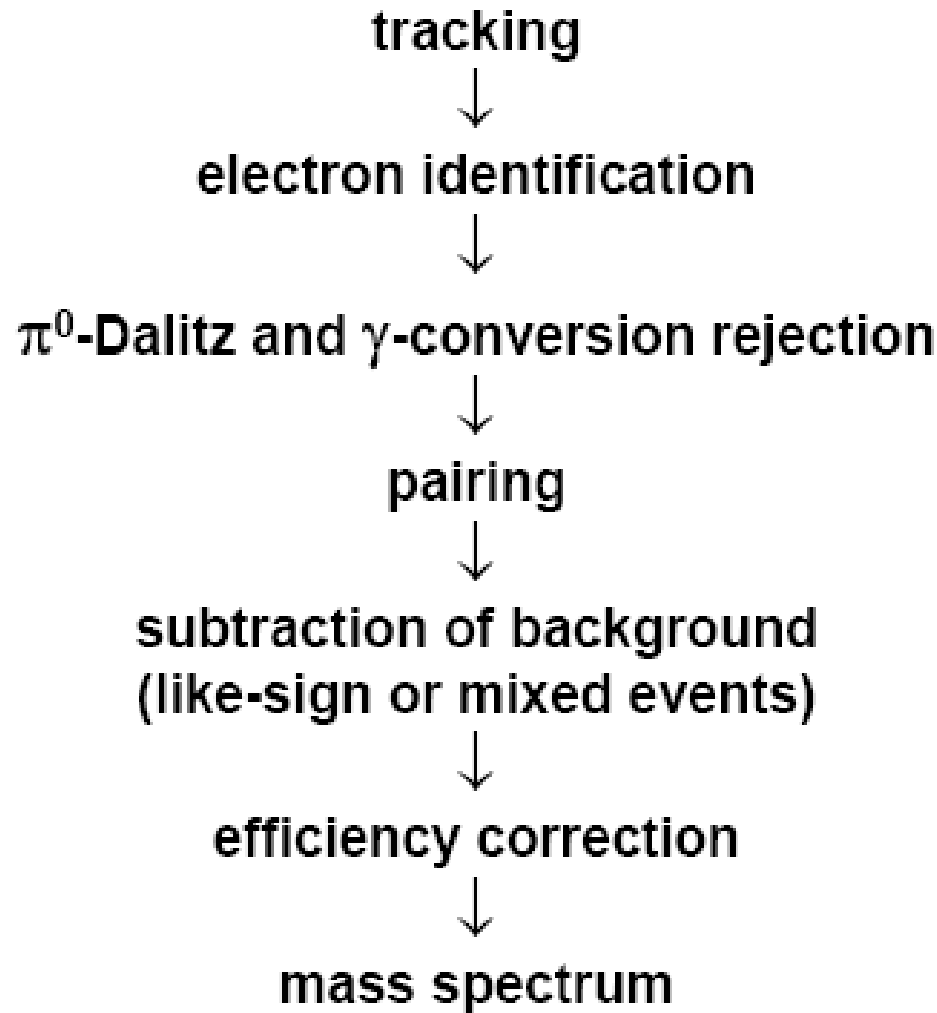 tracking
↓
electron identification
↓
π⁰-Dalitz and γ-conversion rejection
↓
pairing
↓
subtraction of background
(like-sign or mixed events)
↓
efficiency correction
↓
mass spectrum